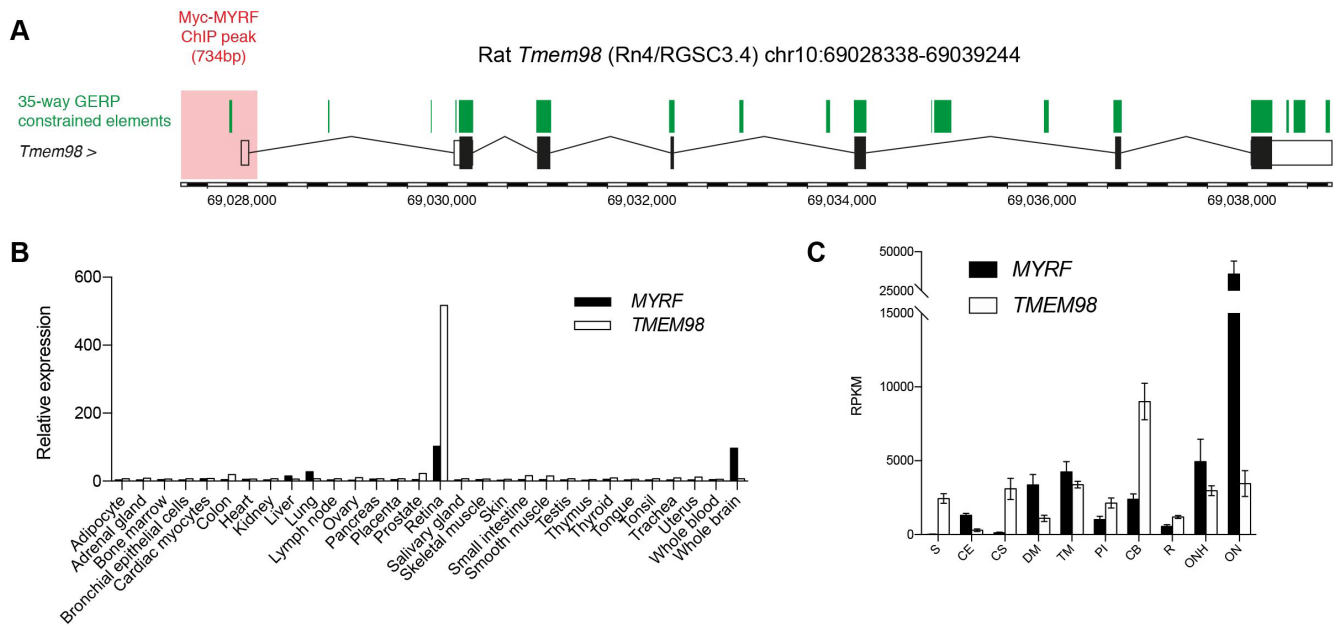 A
Myc-MYRF
ChIP peak
(734bp)
Rat Tmem98 (Rn4/RGSC3.4) chr10:69028338-69039244
35-way GERP
constrained elements
Tmem98 >
69,028,000
69,030,000
69,032,000
69,034,000
69,036,000
69,038,000
B
Relative expression
600
400
200
0
MYRF
TMEM98
Adipocyte
Adrenal gland
Bone marrow
Bronchial epithelial cells
Cardiac myocytes
Colon
Heart
Kidney
Liver
Lung
Lymph node
Ovary
Pancreas
Placenta
Prostate
Retina
Salivary gland
Skeletal muscle
Skin
Small intestine
Smooth muscle
Testis
Thymus
Thyroid
Tongue
Tonsil
Trachea
Uterus
Whole blood
Whole brain
C
RPKM
50000
25000
15000
10000
5000
0
MYRF
TMEM98
S
CE
CS
DM
TM
PI
CB
R
ONH
ON